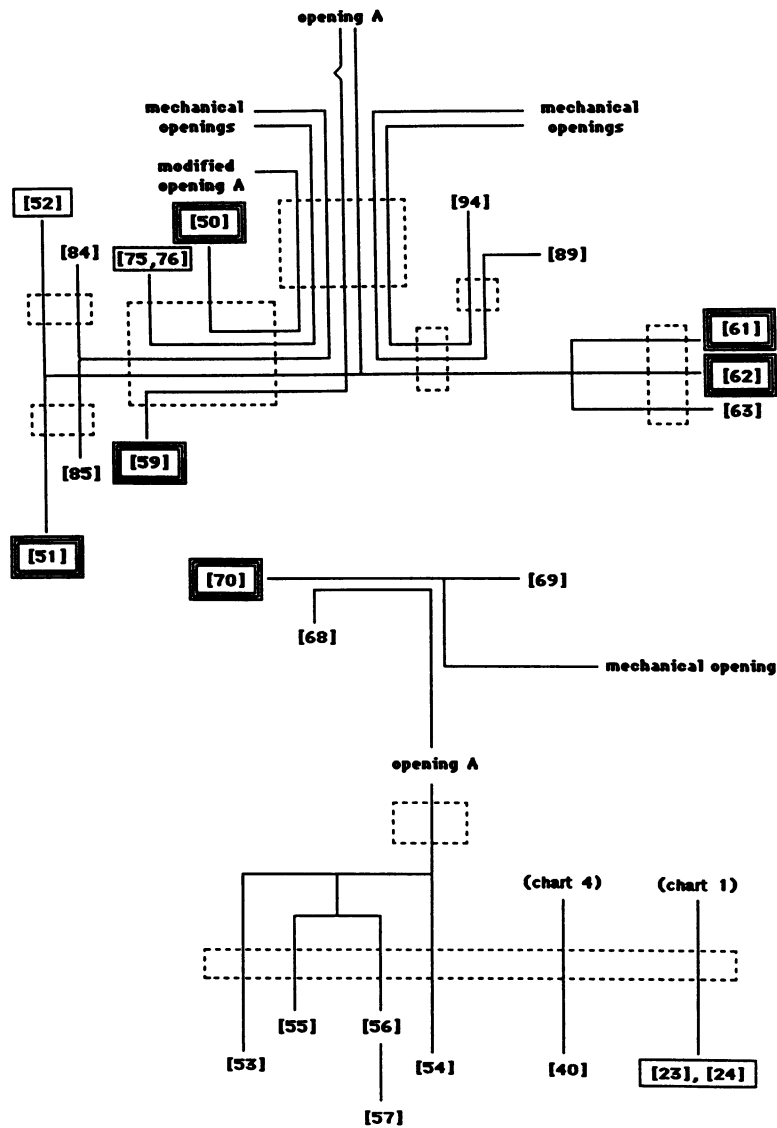 opening A
mechanical openings
mechanical openings
modified opening A
[52]
[50]
[94]
[84]
[75,76]
[89]
[61]
[62]
[63]
[59]
[85]
[51]
[70]
[69]
[68]
mechanical opening
opening A
(chart 4)
(chart 1)
[55]
[56]
[53]
[54]
[40]
[23], [24]
[57]